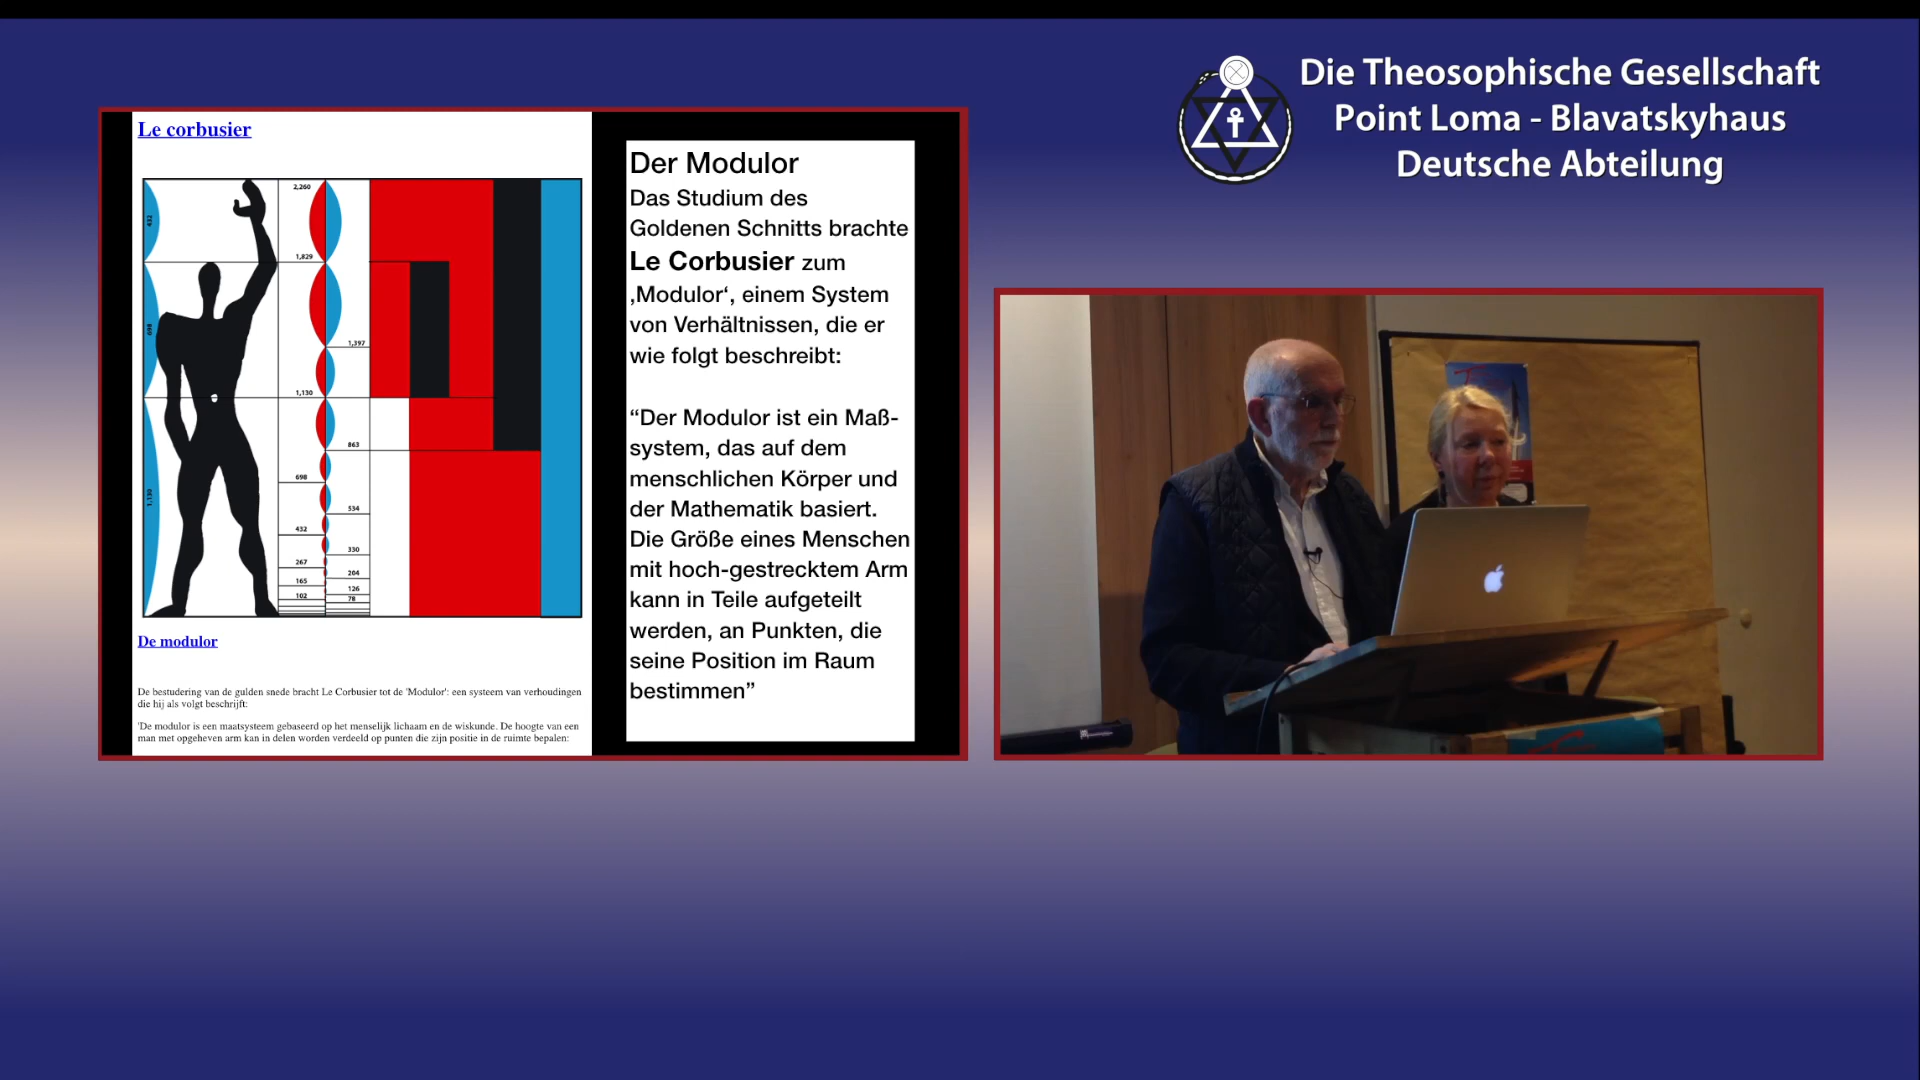 Die Theosophische Gesellschaft
Point Loma - Blavatskyhaus
Deutsche Abteilung
Le corbusier
2,260
432
1,829
698
1,397
1,130
863
698
1,130
534
432
330
267
204
165
126
102
78
De modulor
De bestudering van de gulden snede bracht Le Corbusier tot de 'Modulor': een systeem van verhoudingen
die hij als volgt beschrijft:
'De modulor is een maatsysteem gebaseerd op het menselijk lichaam en de wiskunde. De hoogte van een
man met opgeheven arm kan in delen worden verdeeld op punten die zijn positie in de ruimte bepalen:
Der Modulor
Das Studium des
Goldenen Schnitts brachte
Le Corbusier zum
‚Modulor‘, einem System
von Verhältnissen, die er
wie folgt beschreibt:
“Der Modulor ist ein Maß-
system, das auf dem
menschlichen Körper und
der Mathematik basiert.
Die Größe eines Menschen
mit hoch-gestrecktem Arm
kann in Teile aufgeteilt
werden, an Punkten, die
seine Position im Raum
bestimmen”